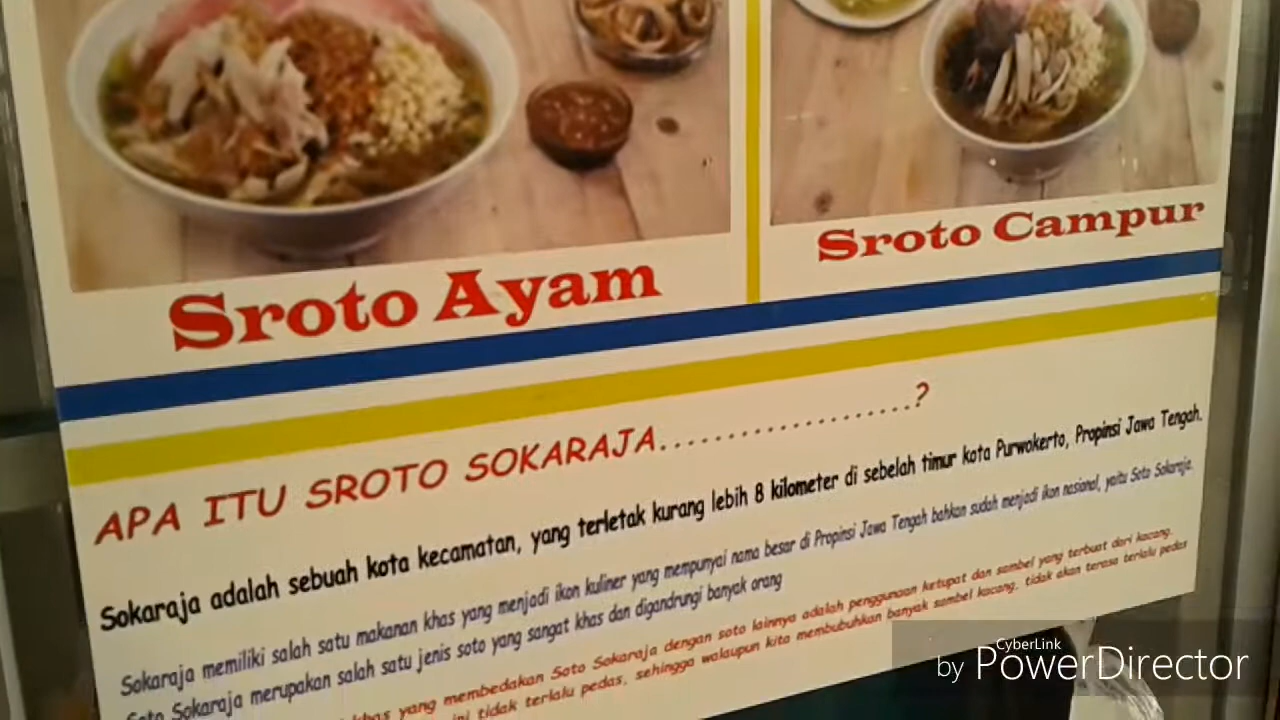 Sroto Ayam
Sroto Campur
APA ITU SROTO SOKARAJA...................?
Sokaraja adalah sebuah kota kecamatan, yang terletak kurang lebih 8 kilometer di sebelah timur kota Purwokerto, Propinsi Jawa Tengah.
Sokaraja memiliki salah satu makanan khas yang menjadi ikon kuliner yang mempunyai nama besar di Propinsi Jawa Tengah bahkan sudah menjadi ikon nasional, yaitu Soto Sokaraja.
Soto Sokaraja merupakan salah satu jenis soto yang sangat khas dan digandrungi banyak orang
khas yang membedakan Soto Sokaraja dengan soto lainnya adalah penggunaan ketupat dan sambel yang terbuat dari kacang.
ini tidak terlalu pedas, sehingga walaupun kita membubuhkan banyak sambel kacang, tidak akan terasa terlalu pedas
CyberLink
by PowerDirector